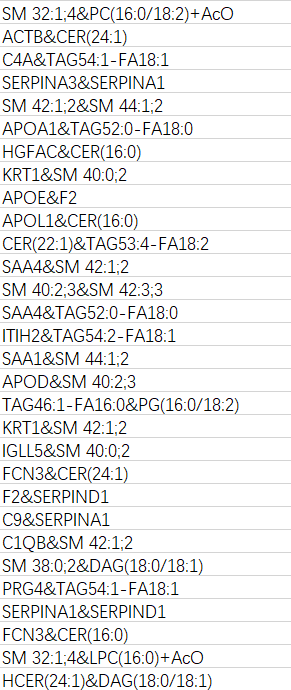 SM 32:1;4&PC(16:0/18:2)+AcO
ACTB&CER(24:1)
C4A&TAG54:1-FA18:1
SERPINA3&SERPINA1
SM 42:1;2&SM 44:1;2
APOA1&TAG52:0-FA18:0
HGFAC&CER(16:0)
KRT1&SM 40:0;2
APOE&F2
APOL1&CER(16:0)
CER(22:1)&TAG53:4-FA18:2
SAA4&SM 42:1;2
SM 40:2;3&SM 42:3;3
SAA4&TAG52:0-FA18:0
ITIH2&TAG54:2-FA18:1
SAA1&SM 44:1;2
APOD&SM 40:2;3
TAG46:1-FA16:0&PG(16:0/18:2)
KRT1&SM 42:1;2
IGLL5&SM 40:0;2
FCN3&CER(24:1)
F2&SERPIND1
C9&SERPINA1
C1QB&SM 42:1;2
SM 38:0;2&DAG(18:0/18:1)
PRG4&TAG54:1-FA18:1
SERPINA1&SERPIND1
FCN3&CER(16:0)
SM 32:1;4&LPC(16:0)+AcO
HCER(24:1)&DAG(18:0/18:1)